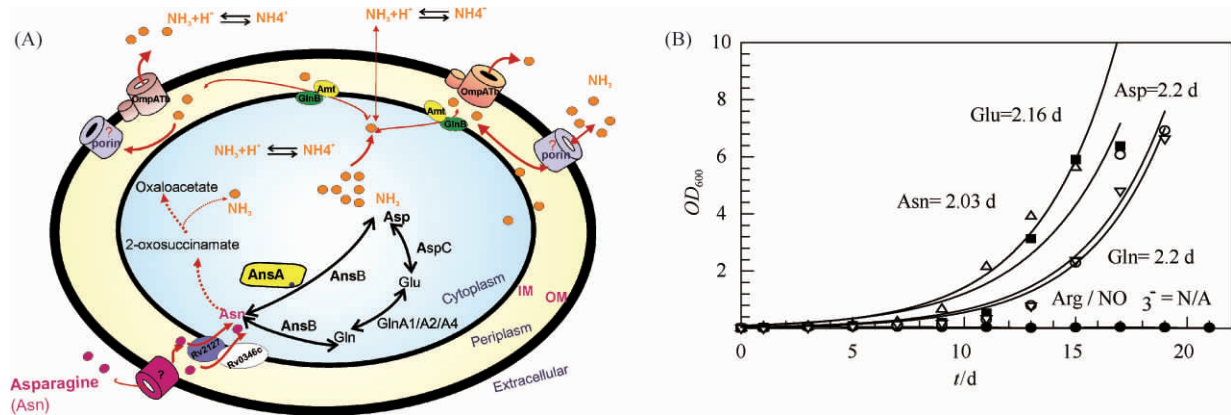 (A)
NH₃+H⁺ ⇌ NH4⁺
NH₃+H⁺ ⇌ NH4⁻
OmpATb
Amt
GlnB
Amt
GlnB
OmpATb
NH₃
?
porin
?
porin
NH₃+H⁺ ⇌ NH4⁺
Oxaloacetate
NH₃
NH₃
2-oxosuccinamate
Asp
AspC
AnsA
AnsB
Glu
Cytoplasm
IM
OM
Asn
AnsB
Gln
GlnA1/A2/A4
Periplasm
Rv2127
Rv0346c
?
Extracellular
Asparagine
(Asn)
(B)
10
8
6
4
2
OD₆₀₀
Glu=2.16 d
Asp=2.2 d
Asn= 2.03 d
Gln= 2.2 d
Arg / NO 3⁻ = N/A
0 5 10 15 20
t/d